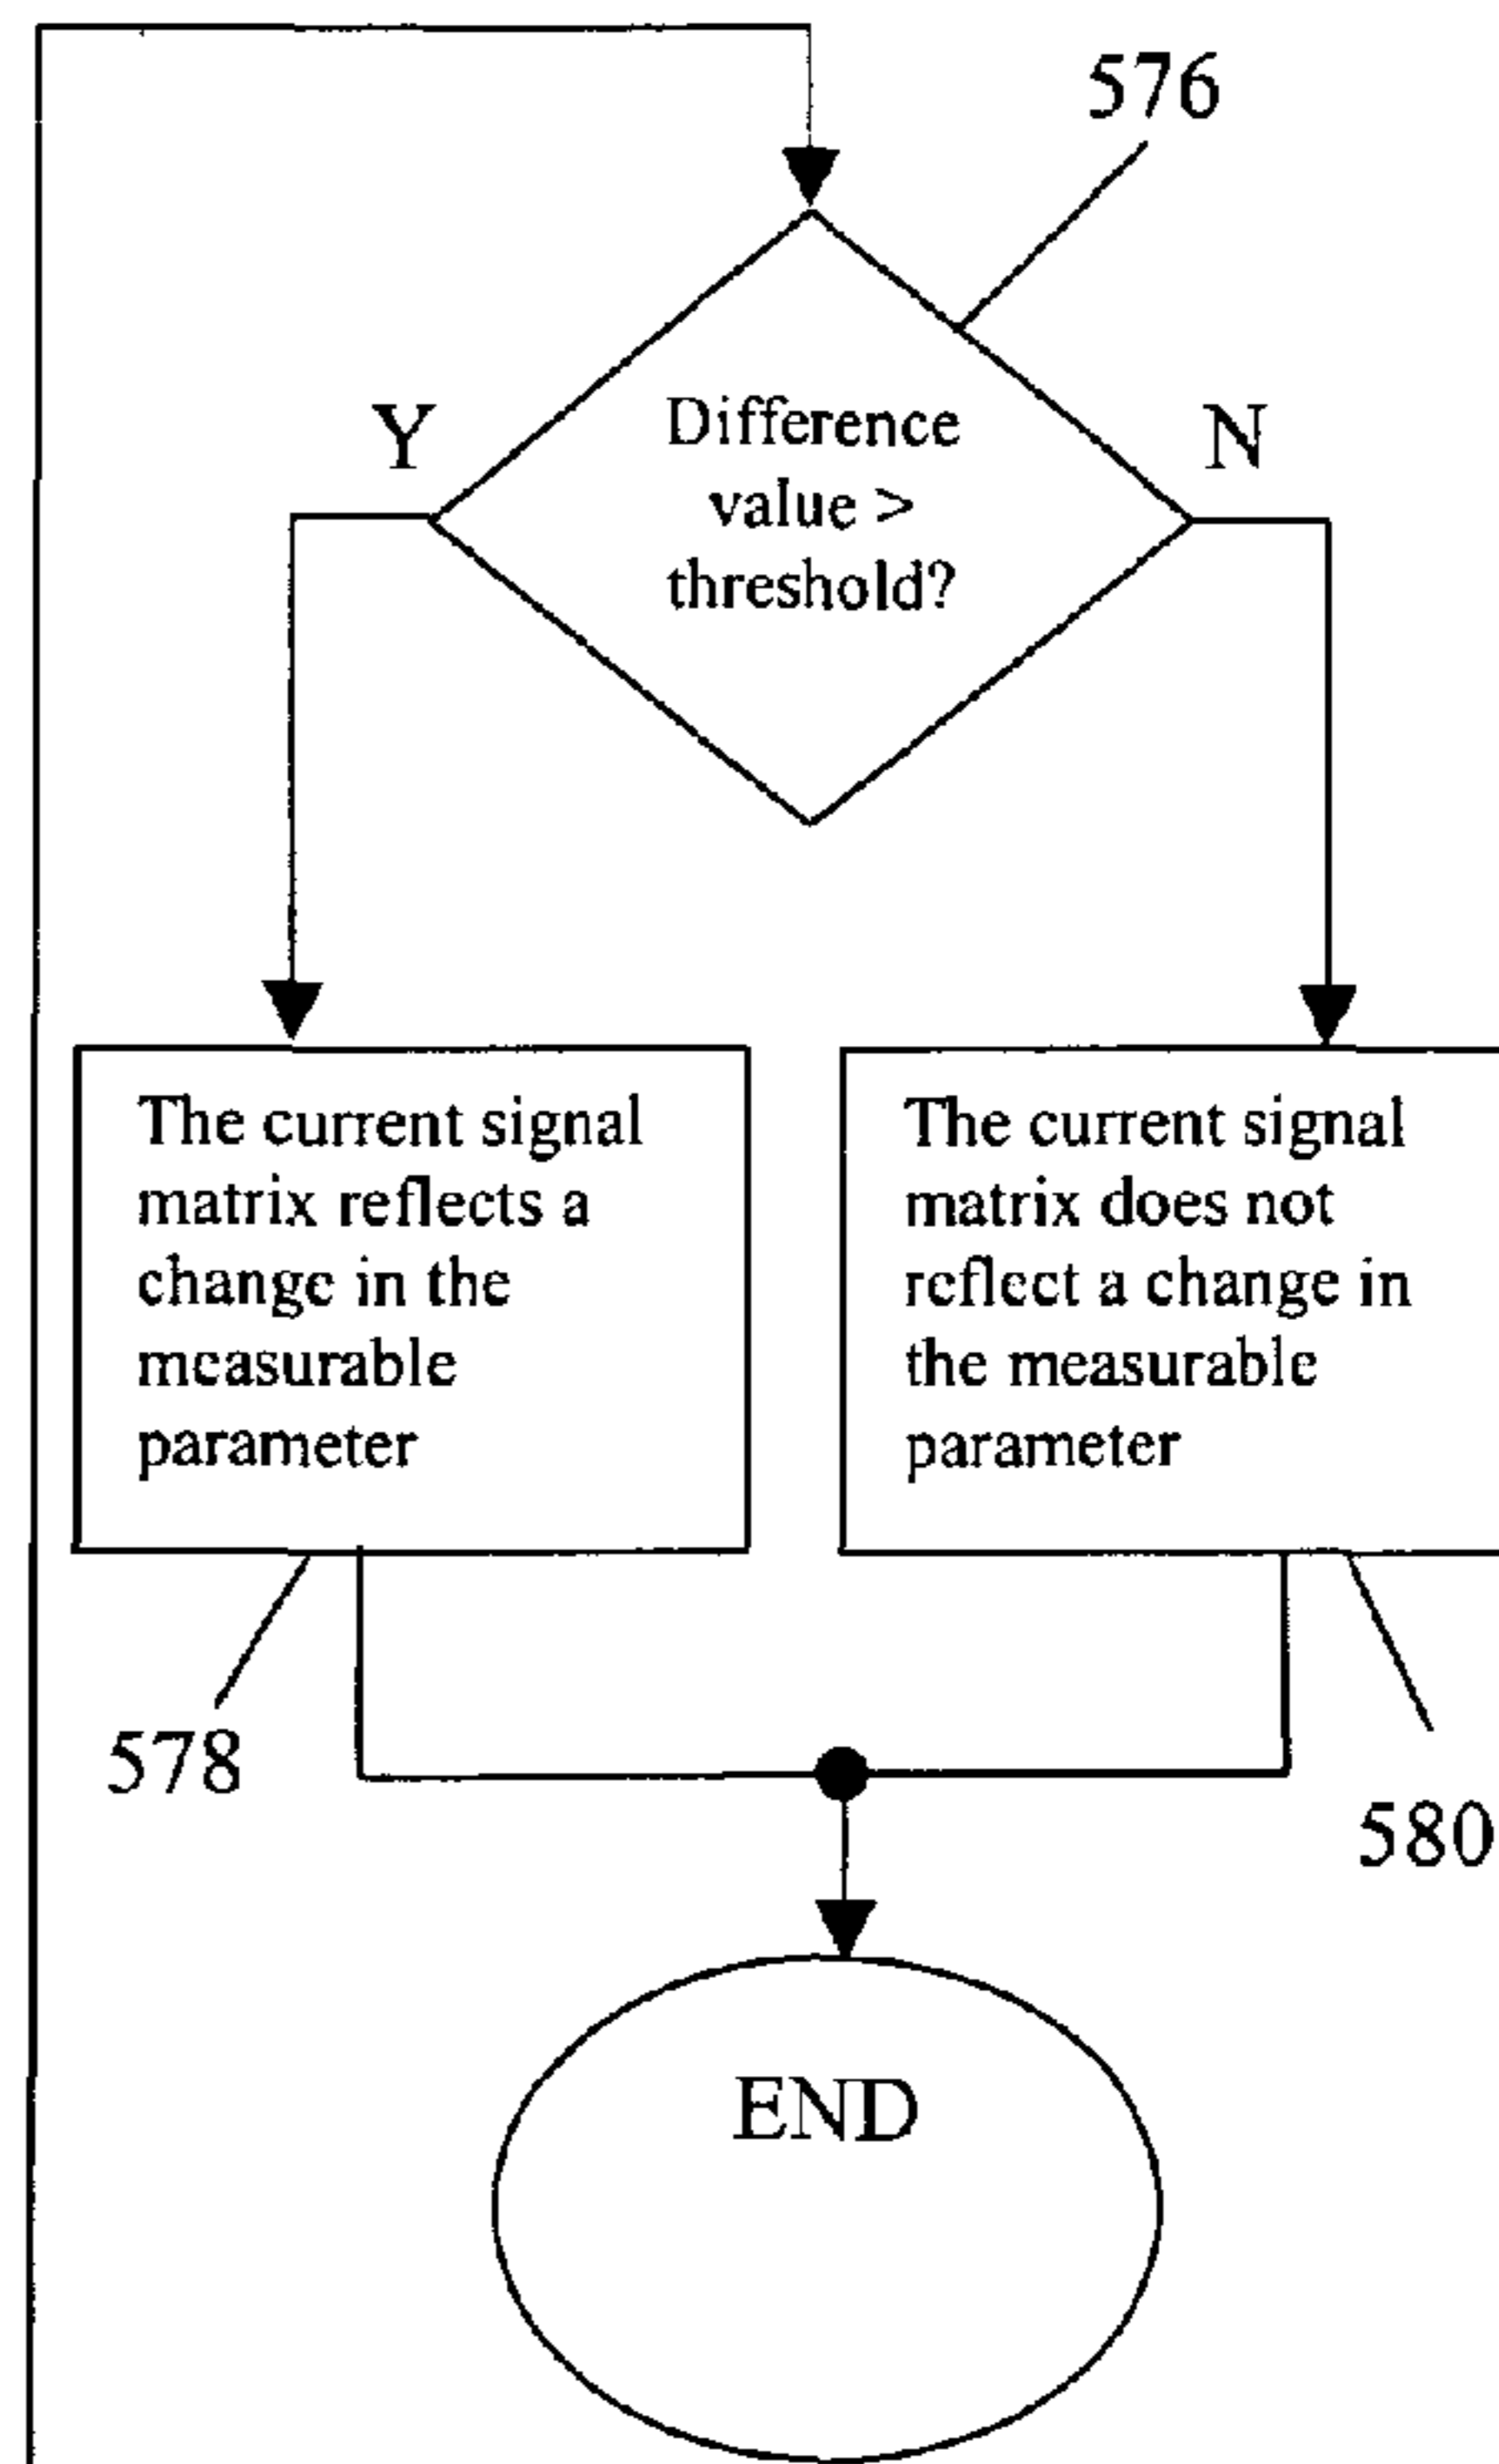 576
Y
Difference
value >
threshold?
N
The current signal
matrix reflects a
change in the
measurable
parameter
The current signal
matrix does not
reflect a change in
the measurable
parameter
578
580
END